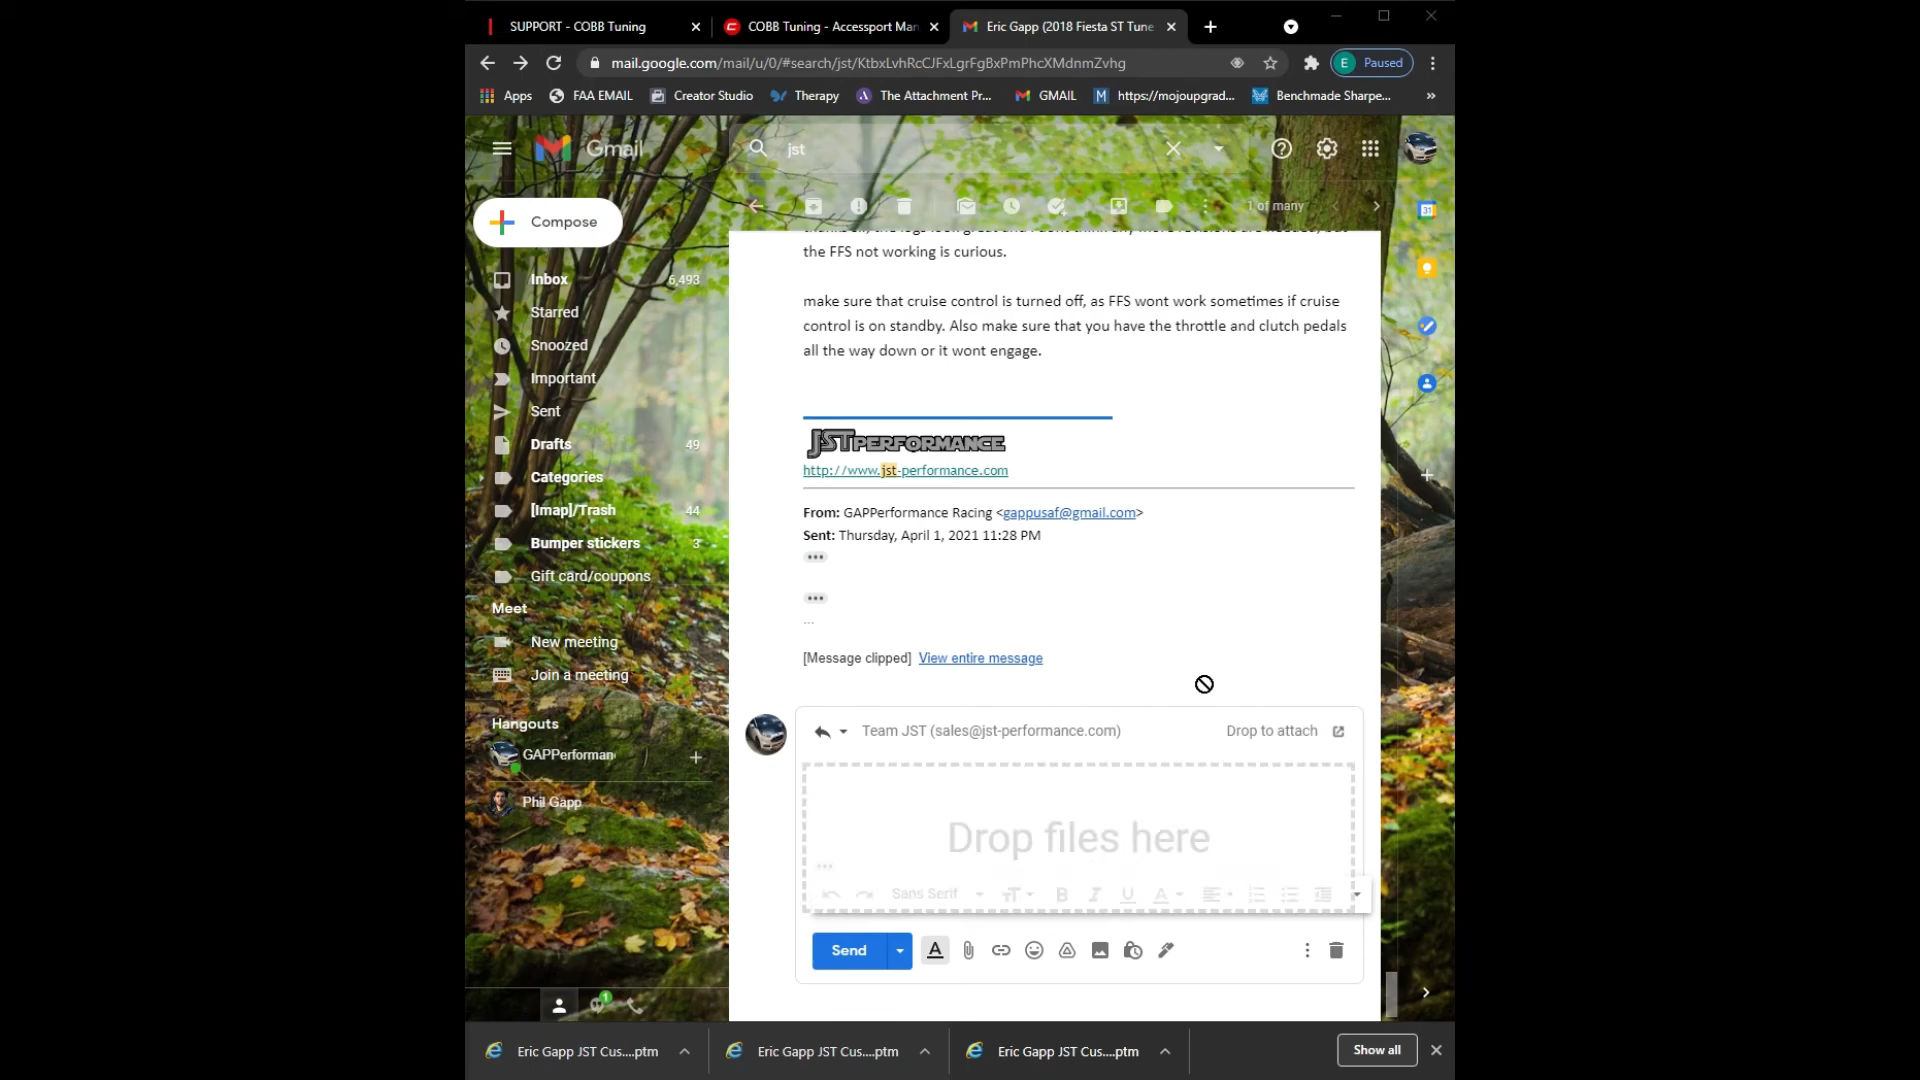 SUPPORT - COBB Tuning
COBB Tuning - Accessport Man
Eric Gapp (2018 Fiesta ST Tune
mail.google.com/mail/u/0/#search/jst/KtbxLvhRcCJFxLgrFgBxPmPhcXMdnmZvhg
E Paused
Apps FAA EMAIL Creator Studio Therapy The Attachment Pr... GMAIL https://mojoupgrad... Benchmade Sharpe... »
Gmail
jst
Compose
1 of many
31
the FFS not working is curious.
make sure that cruise control is turned off, as FFS wont work sometimes if cruise
control is on standby. Also make sure that you have the throttle and clutch pedals
all the way down or it wont engage.
JST PERFORMANCE
http://www.jst-performance.com
From: GAPPerformance Racing <gappusaf@gmail.com>
Sent: Thursday, April 1, 2021 11:28 PM
...
[Message clipped] View entire message
Inbox 6,493
Starred
Snoozed
Important
Sent
Drafts 49
Categories
[Imap]/Trash 44
Bumper stickers 3
Gift card/coupons
Meet
New meeting
Join a meeting
Hangouts
GAPPerforman
Phil Gapp
1
Team JST (sales@jst-performance.com) Drop to attach
Drop files here
Sans Serif
Send
Eric Gapp JST Cus....ptm
Eric Gapp JST Cus....ptm
Eric Gapp JST Cus....ptm
Show all